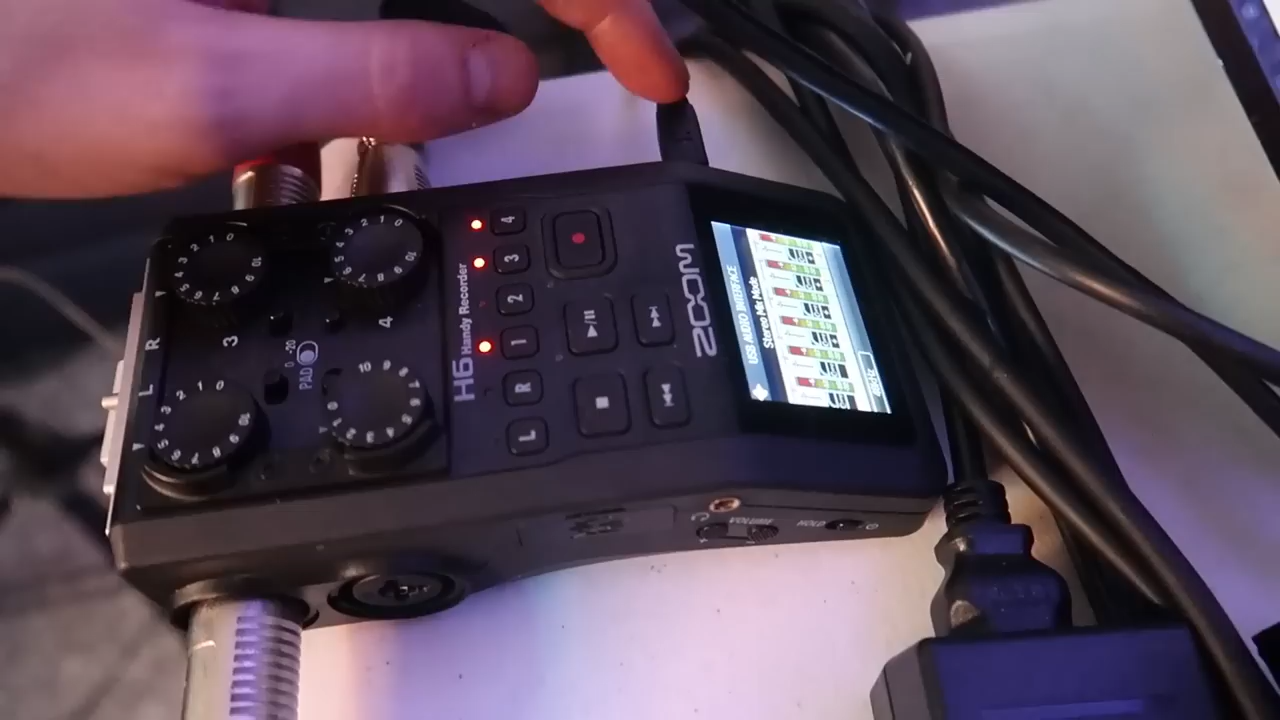 USB AUDIO INTERFACE
Stereo Mix Mode
ZOOM
H6 Handy Recorder
L R 1 2 3 4
L R
3
4
PAD
0 -20
VOLUME
HOLD